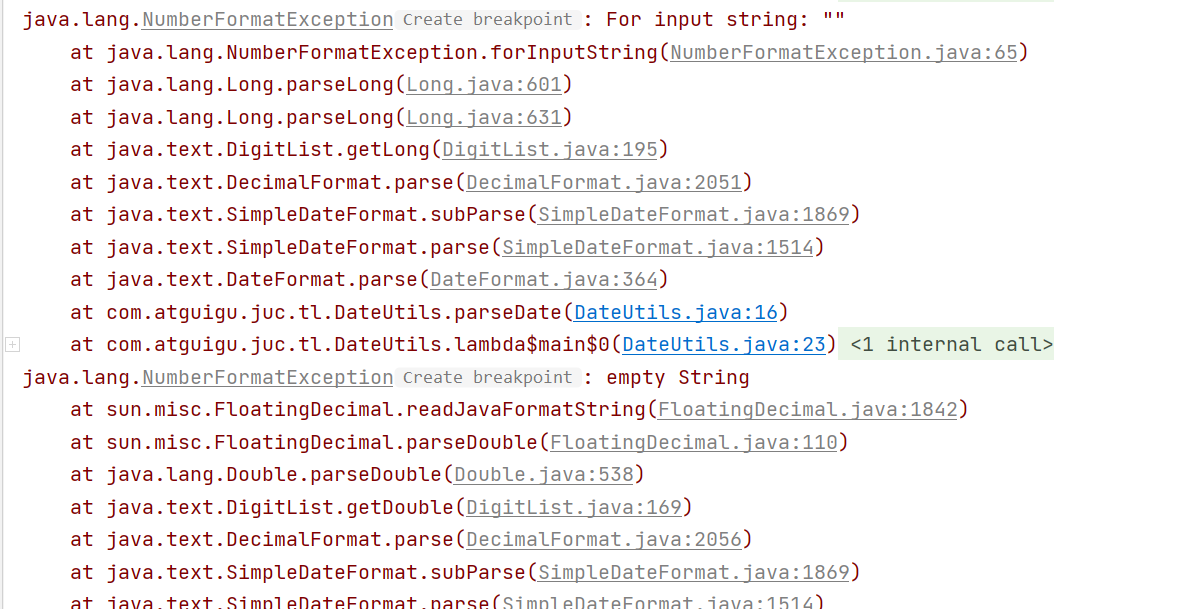 java.lang.NumberFormatException Create breakpoint : For input string: ""
at java.lang.NumberFormatException.forInputString(NumberFormatException.java:65)
at java.lang.Long.parseLong(Long.java:601)
at java.lang.Long.parseLong(Long.java:631)
at java.text.DigitList.getLong(DigitList.java:195)
at java.text.DecimalFormat.parse(DecimalFormat.java:2051)
at java.text.SimpleDateFormat.subParse(SimpleDateFormat.java:1869)
at java.text.SimpleDateFormat.parse(SimpleDateFormat.java:1514)
at java.text.DateFormat.parse(DateFormat.java:364)
at com.atguigu.juc.tl.DateUtils.parseDate(DateUtils.java:16)
at com.atguigu.juc.tl.DateUtils.lambda$main$0(DateUtils.java:23) <1 internal call>
java.lang.NumberFormatException Create breakpoint : empty String
at sun.misc.FloatingDecimal.readJavaFormatString(FloatingDecimal.java:1842)
at sun.misc.FloatingDecimal.parseDouble(FloatingDecimal.java:110)
at java.lang.Double.parseDouble(Double.java:538)
at java.text.DigitList.getDouble(DigitList.java:169)
at java.text.DecimalFormat.parse(DecimalFormat.java:2056)
at java.text.SimpleDateFormat.subParse(SimpleDateFormat.java:1869)
at java.text.SimpleDateFormat.parse(SimpleDateFormat.java:1514)